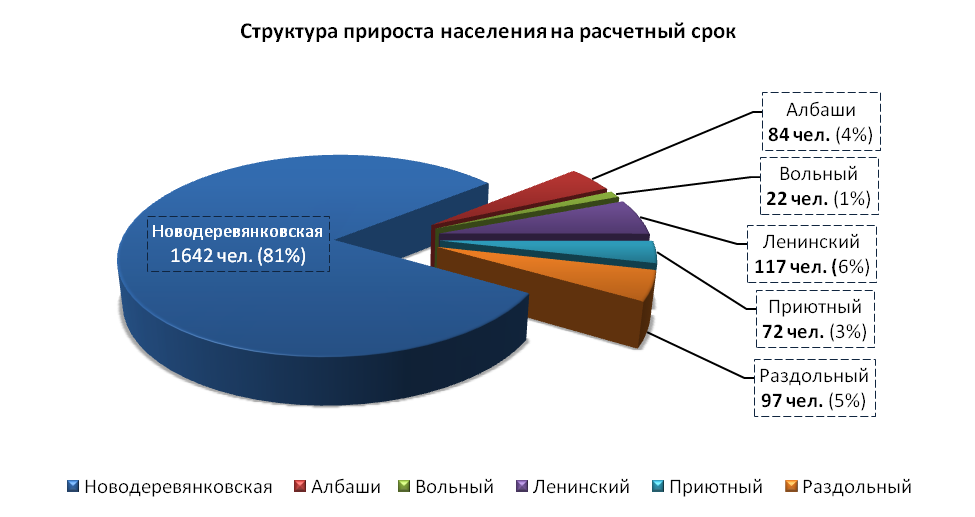 Структура прироста населения на расчетный срок
Албаши
84 чел. (4%)
Вольный
22 чел. (1%)
Новодеревянковская
1642 чел. (81%)
Ленинский
117 чел. (6%)
Приютный
72 чел. (3%)
Раздольный
97 чел. (5%)
Новодеревянковская Албаши Вольный Ленинский Приютный Раздольный